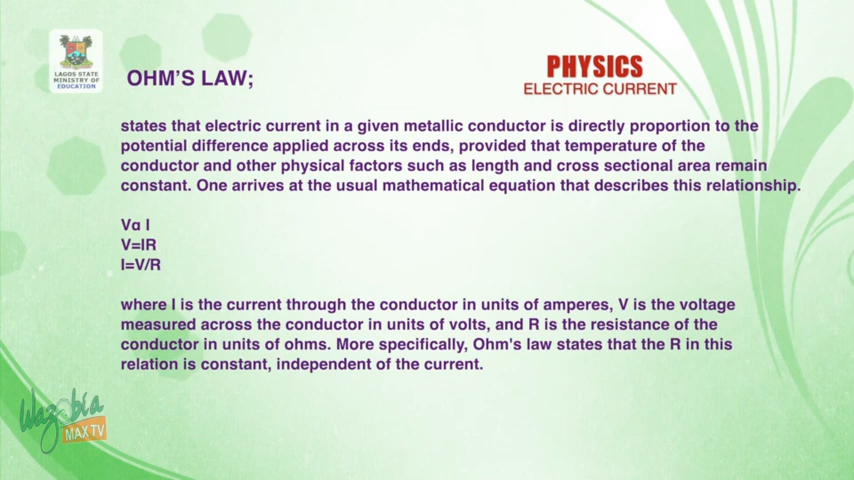 LAGOS STATE
MINISTRY OF
EDUCATION
OHM'S LAW;
PHYSICS
ELECTRIC CURRENT
states that electric current in a given metallic conductor is directly proportion to the
potential difference applied across its ends, provided that temperature of the
conductor and other physical factors such as length and cross sectional area remain
constant. One arrives at the usual mathematical equation that describes this relationship.
Vα I
V=IR
I=V/R
where I is the current through the conductor in units of amperes, V is the voltage
measured across the conductor in units of volts, and R is the resistance of the
conductor in units of ohms. More specifically, Ohm's law states that the R in this
relation is constant, independent of the current.
Wazobia
MAX TV